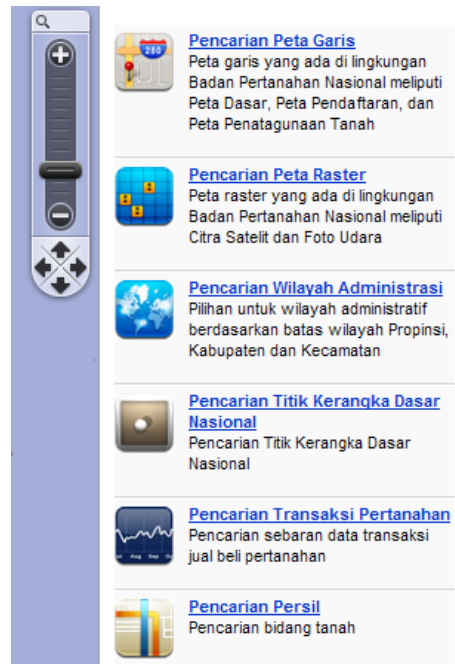 Pencarian Peta Garis
Peta garis yang ada di lingkungan
Badan Pertanahan Nasional meliputi
Peta Dasar, Peta Pendaftaran, dan
Peta Penatagunaan Tanah
280
Pencarian Peta Raster
Peta raster yang ada di lingkungan
Badan Pertanahan Nasional meliputi
Citra Satelit dan Foto Udara
Pencarian Wilayah Administrasi
Pilihan untuk wilayah administratif
berdasarkan batas wilayah Propinsi,
Kabupaten dan Kecamatan
Pencarian Titik Kerangka Dasar
Nasional
Pencarian Titik Kerangka Dasar
Nasional
Pencarian Transaksi Pertanahan
Pencarian sebaran data transaksi
jual beli pertanahan
Aug Sep
Pencarian Persil
Pencarian bidang tanah